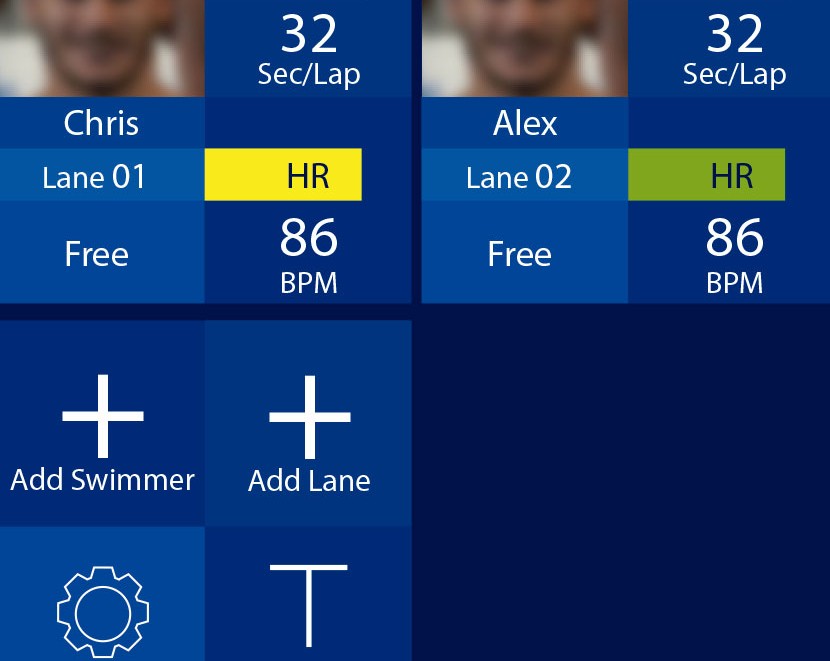 32
Sec/Lap
Chris
Lane 01
HR
Free
86
BPM
32
Sec/Lap
Alex
Lane 02
HR
Free
86
BPM
Add Swimmer
Add Lane
T